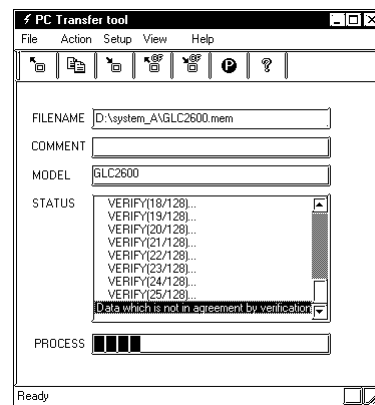 PC Transfer tool
File Action Setup View Help
FILENAME D:\system_A\GLC2600.mem
COMMENT
MODEL GLC2600
STATUS VERIFY(18/128)...
VERIFY(19/128)...
VERIFY(20/128)...
VERIFY(21/128)...
VERIFY(22/128)...
VERIFY(23/128)...
VERIFY(24/128)...
VERIFY(25/128)...
Data which is not in agreement by verification
PROCESS
Ready